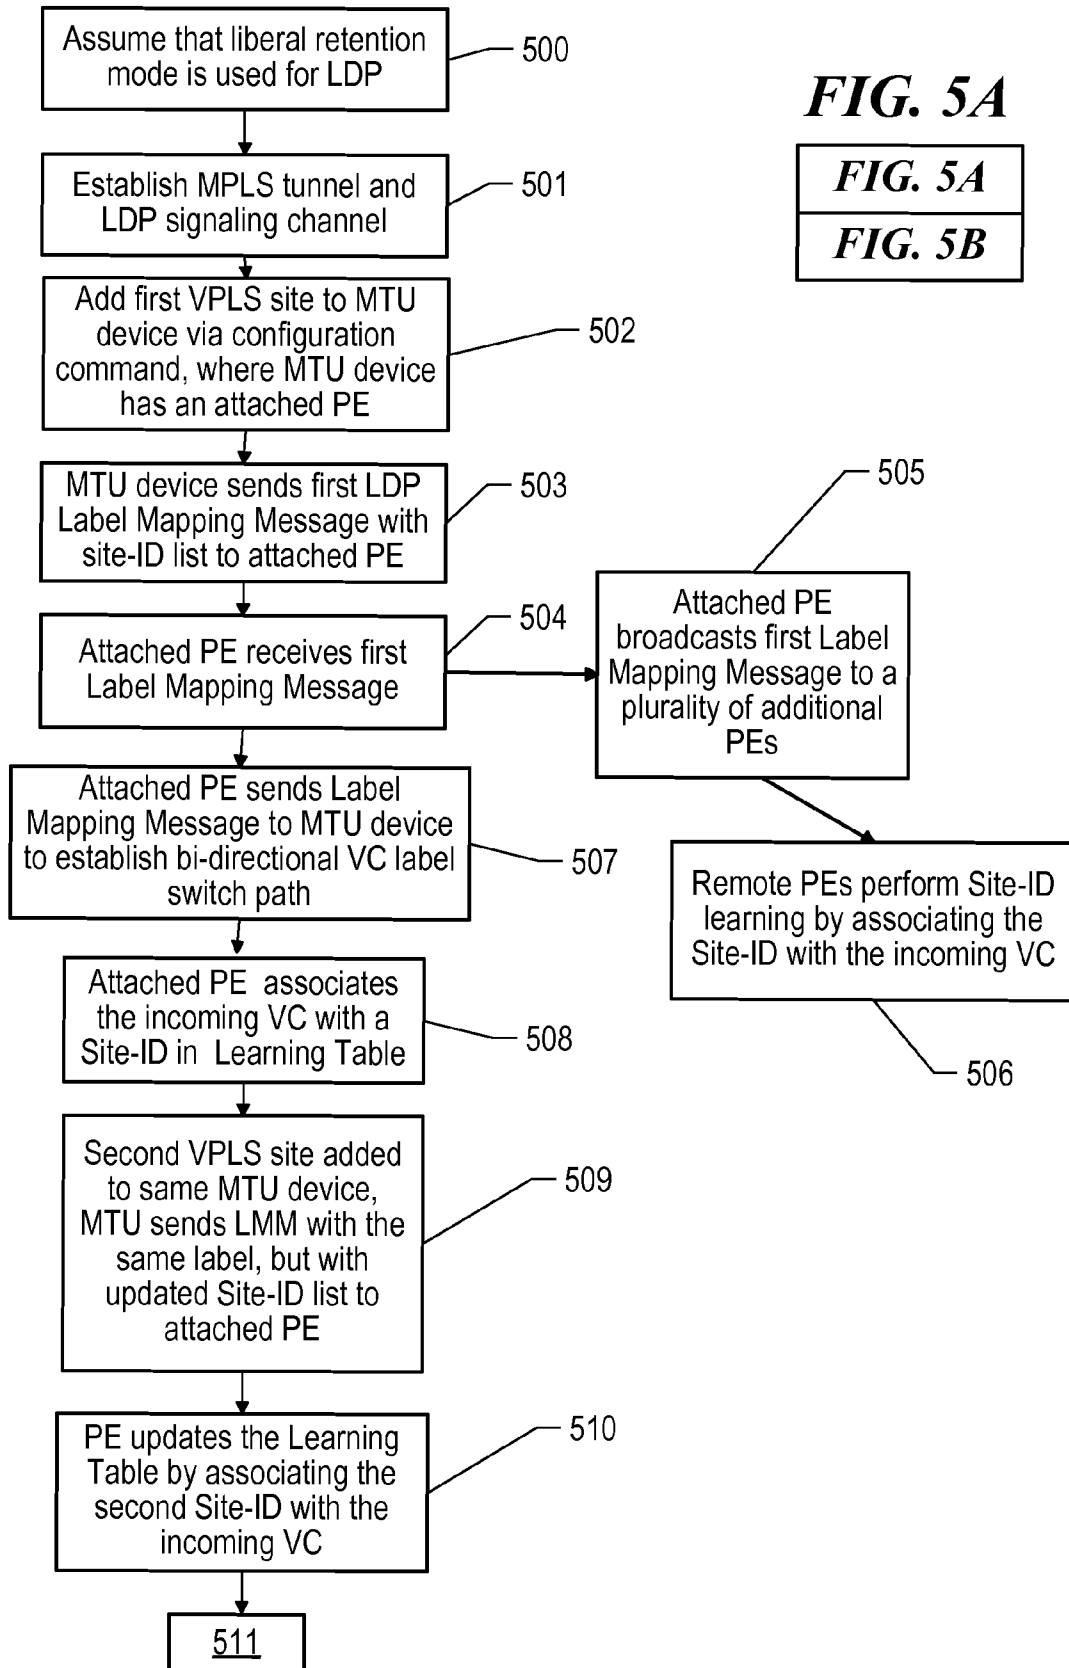 Assume that liberal retention
mode is used for LDP
500
FIG. 5A
FIG. 5A
FIG. 5B
Establish MPLS tunnel and
LDP signaling channel
501
Add first VPLS site to MTU
device via configuration
command, where MTU device
has an attached PE
502
MTU device sends first LDP
Label Mapping Message with
site-ID list to attached PE
503
Attached PE receives first
Label Mapping Message
504
505
Attached PE
broadcasts first Label
Mapping Message to a
plurality of additional
PEs
Remote PEs perform Site-ID
learning by associating the
Site-ID with the incoming VC
506
Attached PE sends Label
Mapping Message to MTU device
to establish bi-directional VC label
switch path
507
Attached PE associates
the incoming VC with a
Site-ID in Learning Table
508
Second VPLS site added
to same MTU device,
MTU sends LMM with the
same label, but with
updated Site-ID list to
attached PE
509
PE updates the Learning
Table by associating the
second Site-ID with the
incoming VC
510
511